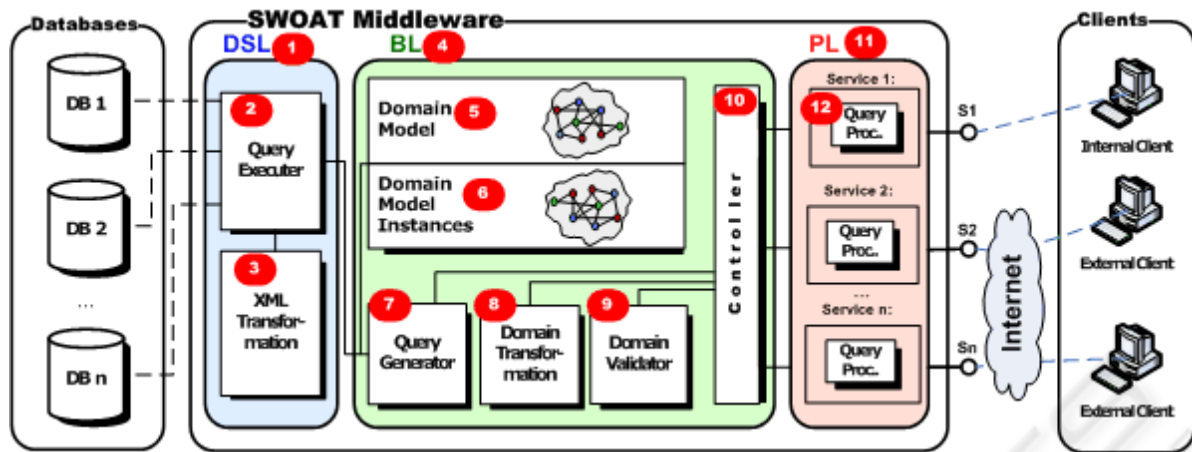 Databases
SWOAT Middleware
Clients
DSL 1
BL 4
PL 11
DB 1
DB 2
...
DB n
2
Query
Executer
3
XML
Transfor-
mation
Domain
Model
5
Domain
Model
Instances
6
7
Query
Generator
8
Domain
Transfor-
mation
9
Domain
Validator
10
Controller
Service 1:
12
Query
Proc..
Service 2:
Query
Proc..
...
Service n:
Query
Proc..
S1
S2
Sn
Internet
Internal Client
External Client
External Client